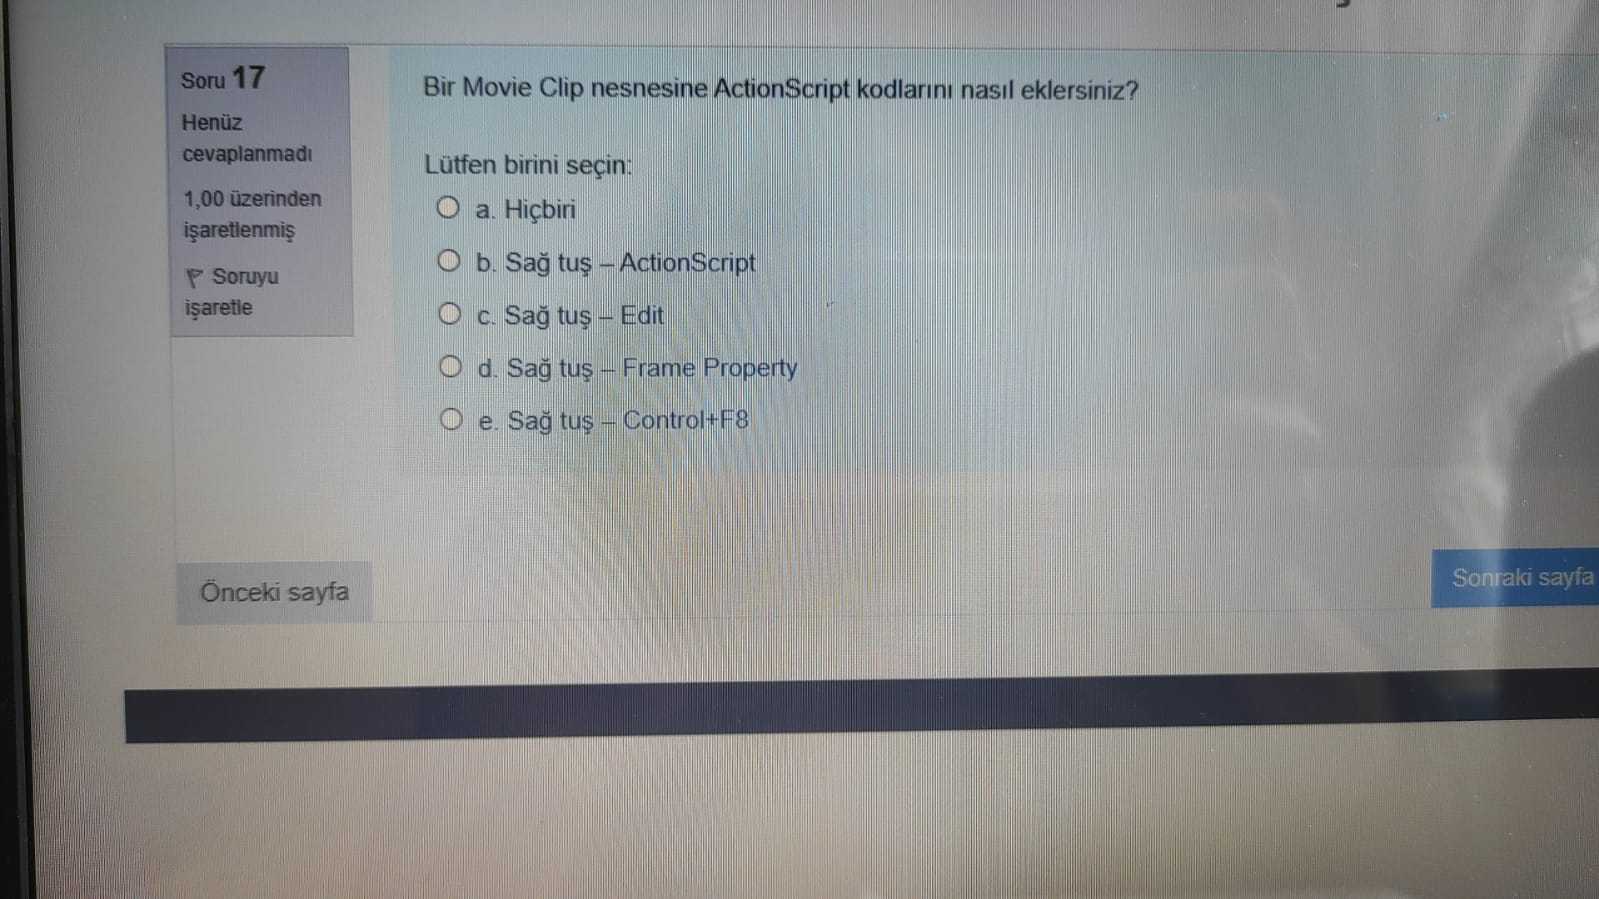 Soru 17
Henüz
cevaplanmadı
1,00 üzerinden
işaretlenmiş
Soruyu
işaretle
Bir Movie Clip nesnesine ActionScript kodlarını nasıl eklersiniz?
Lütfen birini seçin:
a. Hiçbiri
b. Sağ tuş – ActionScript
c. Sağ tuş – Edit
d. Sağ tuş – Frame Property
e. Sağ tuş – Control+F8
Önceki sayfa
Sonraki sayfa